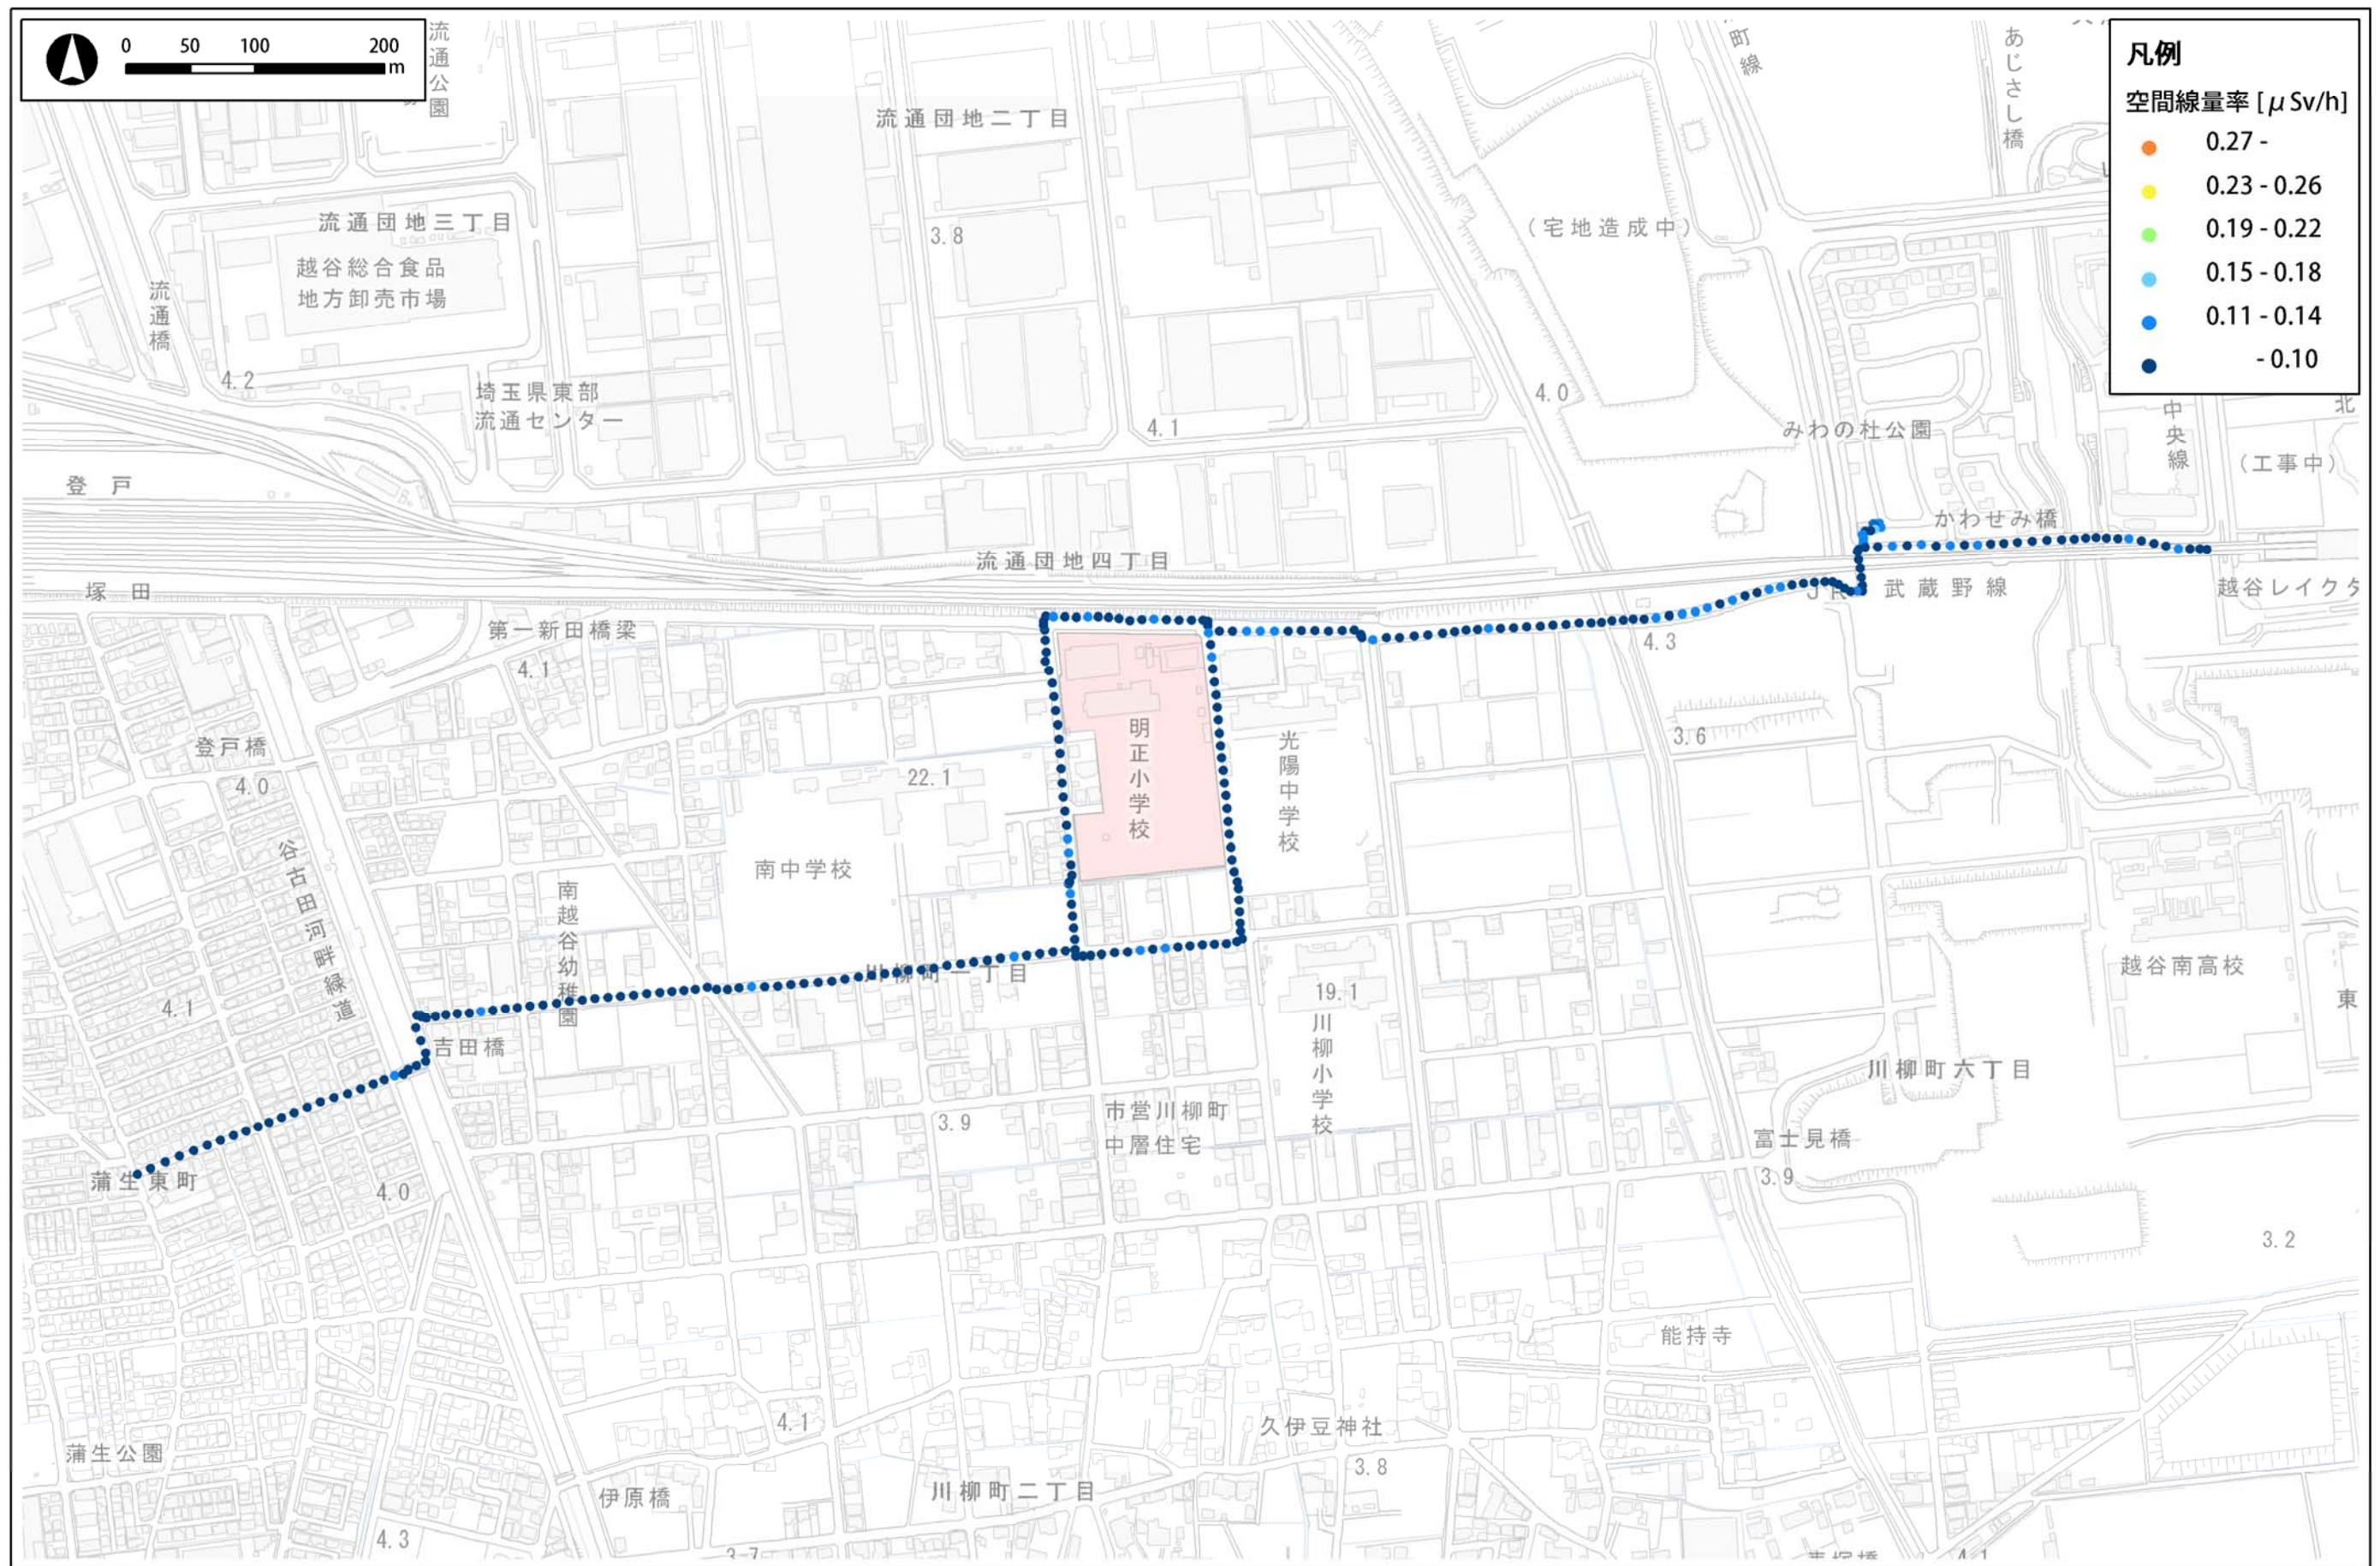 0 50 100 200
m
流通公園
町線
あじさし橋
凡例
空間線量率 [ μ Sv/h]
0.27 -
0.23 - 0.26
0.19 - 0.22
0.15 - 0.18
0.11 - 0.14
- 0.10
流通団地二丁目
流通団地三丁目
3.8
（宅地造成中）
越谷総合食品
地方卸売市場
流通橋
4.2
埼玉県東部
流通センター
4.0
4.1
みわの杜公園
中央線
北
（工事中）
登戸
かわせみ橋
流通団地四丁目
塚田
JR武蔵野線
越谷レイクタ
第一新田橋梁
4.1
4.3
登戸橋
4.0
明正小学校
光陽中学校
3.6
22.1
谷古田河畔緑道
南中学校
南越谷幼稚園
川柳町一丁目
越谷南高校
東
4.1
19.1
吉田橋
川柳小学校
川柳町六丁目
3.9
市営川柳町
中層住宅
富士見橋
3.9
蒲生東町
4.0
3.2
能持寺
4.1
久伊豆神社
蒲生公園
3.8
伊原橋
川柳町二丁目
4.3
3.7
4.1